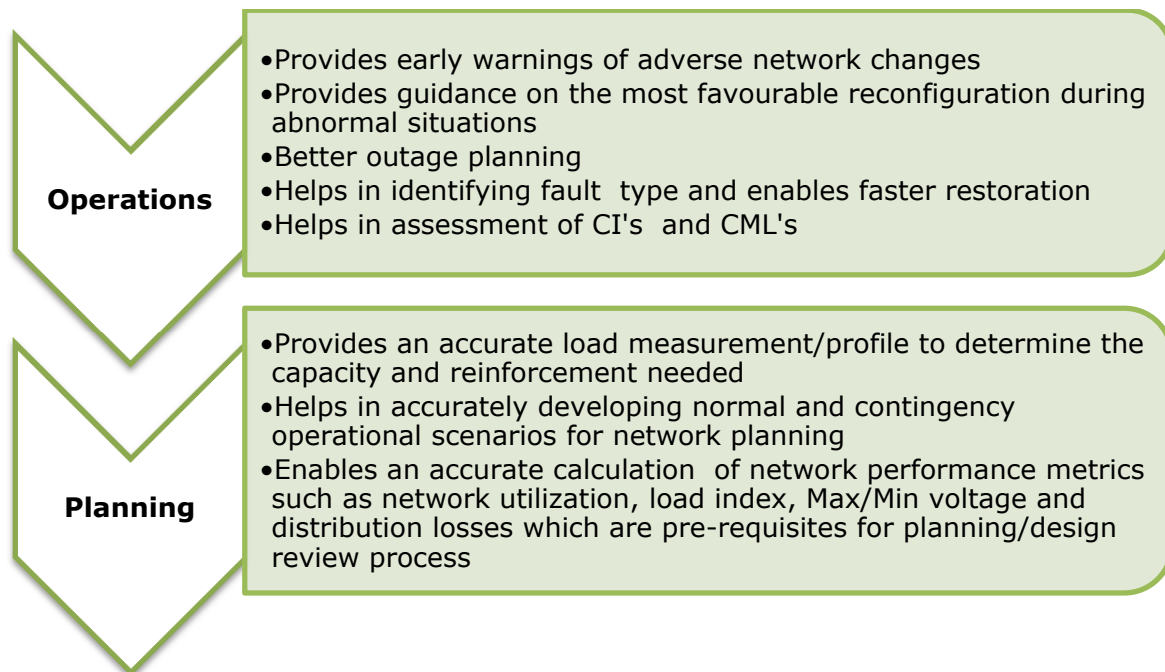 Operations
•Provides early warnings of adverse network changes
•Provides guidance on the most favourable reconfiguration during
abnormal situations
•Better outage planning
•Helps in identifying fault  type and enables faster restoration
•Helps in assessment of CI's  and CML's
Planning
•Provides an accurate load measurement/profile to determine the
capacity and reinforcement needed
•Helps in accurately developing normal and contingency
operational scenarios for network planning
•Enables an accurate calculation  of network performance metrics
such as network utilization, load index, Max/Min voltage and
distribution losses which are pre-requisites for planning/design
review process